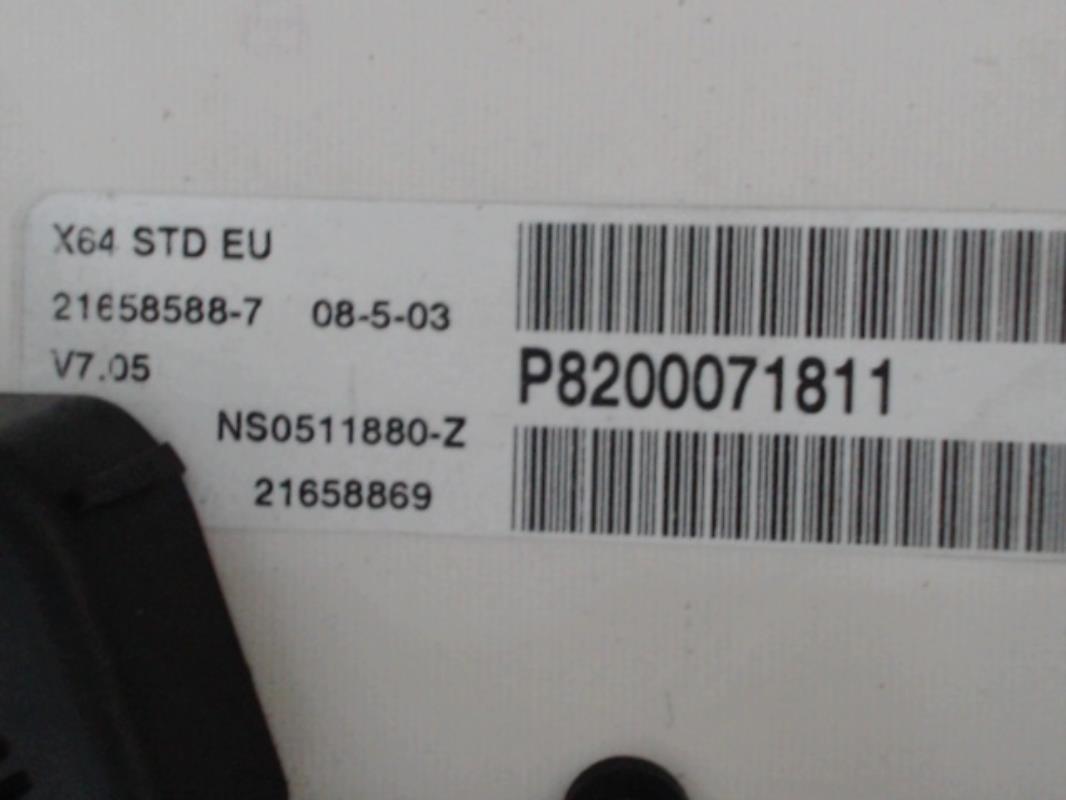 X64 STD EU
21658588-7 08-5-03
V7.05
P8200071811
NS0511880-Z
21658869